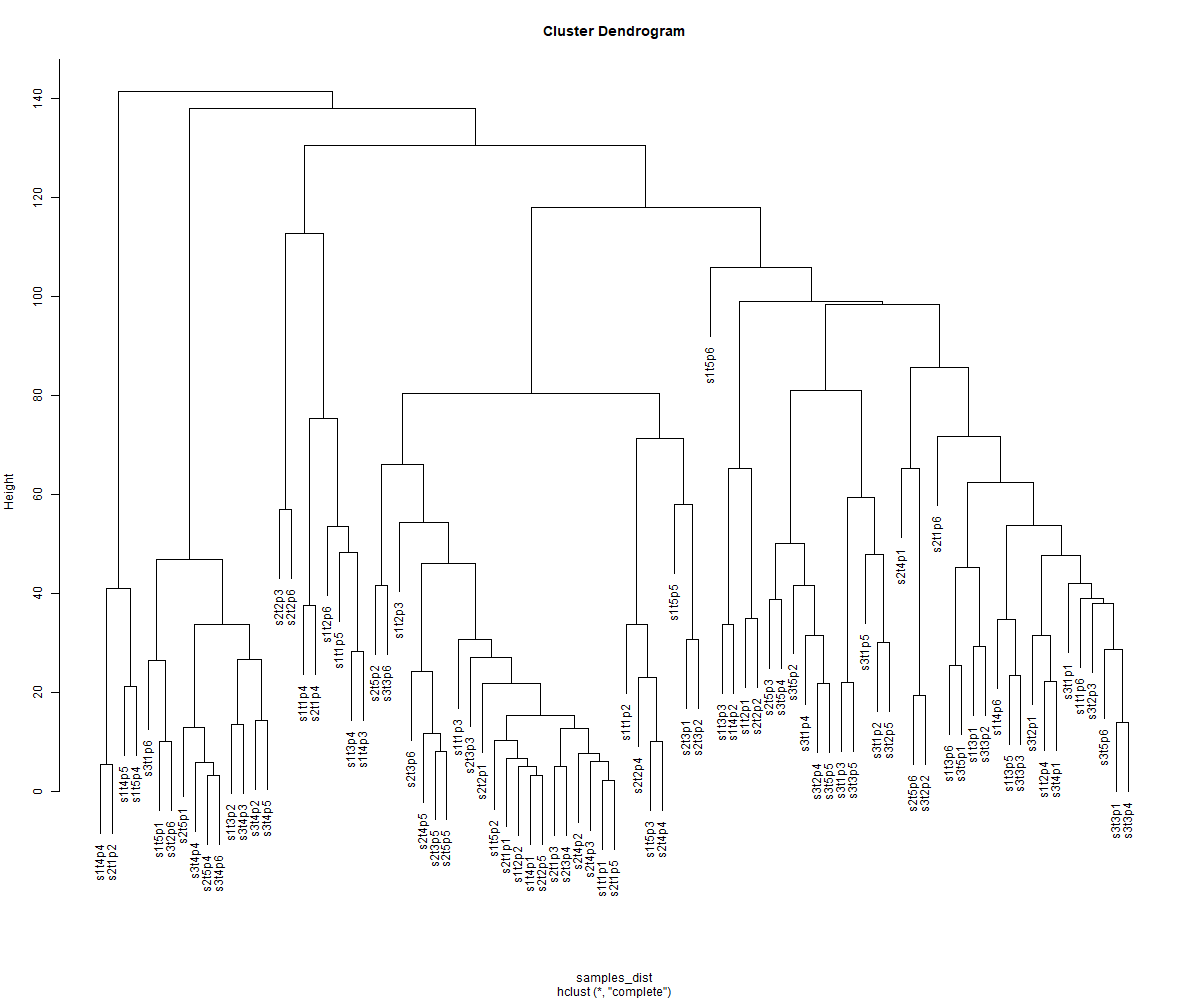 Cluster Dendrogram
Height
0
20
40
60
80
100
120
140
s1t4p4
s2t1p2
s1t4p5
s1t5p4
s3t1p6
s1t5p1
s3t2p6
s2t5p1
s3t4p4
s2t5p4
s3t4p6
s1t3p2
s3t4p3
s3t4p2
s3t4p5
s2t2p3
s2t2p6
s1t1p4
s2t1p4
s1t2p6
s1t1p5
s1t3p4
s1t4p3
s2t5p2
s3t3p6
s1t2p3
s2t3p6
s2t4p5
s2t3p5
s2t5p5
s1t1p3
s2t3p3
s2t2p1
s1t5p2
s2t1p1
s1t2p2
s1t4p1
s2t2p5
s2t1p3
s2t3p4
s2t4p2
s2t4p3
s1t1p1
s2t1p5
s1t1p2
s2t2p4
s1t5p3
s2t4p4
s1t5p5
s2t3p1
s2t3p2
s1t5p6
s1t3p3
s1t4p2
s1t2p1
s2t2p2
s2t5p3
s3t5p4
s3t5p2
s3t1p4
s3t2p4
s3t5p5
s3t1p3
s3t3p5
s3t1p5
s3t1p2
s3t2p5
s2t4p1
s2t5p6
s3t2p2
s2t1p6
s1t3p6
s3t5p1
s1t3p1
s3t3p2
s1t4p6
s1t3p5
s3t3p3
s3t2p1
s1t2p4
s3t4p1
s3t1p1
s1t1p6
s3t2p3
s3t5p6
s3t3p1
s3t3p4
samples_dist
hclust (*, "complete")